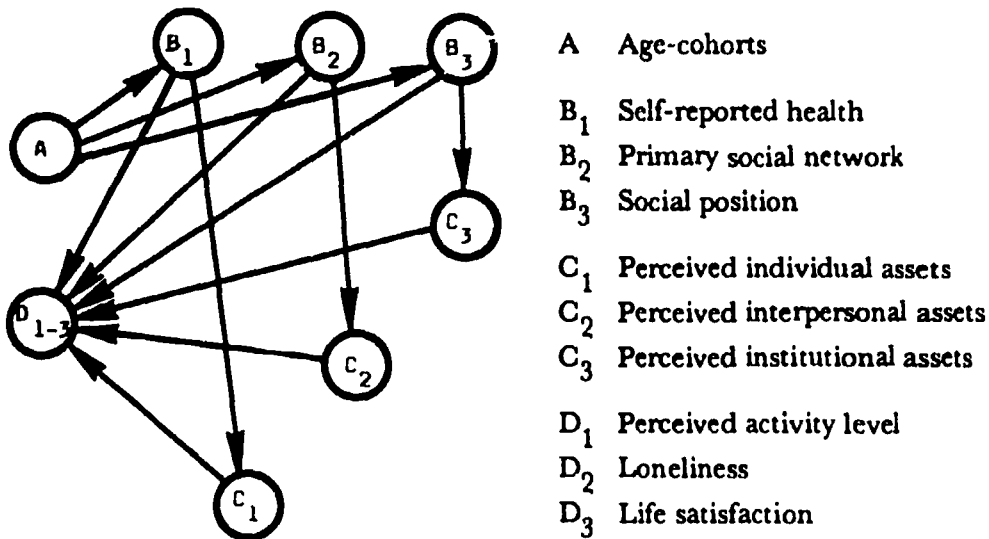 B1
B2
B3
A
C3
D1-3
C2
C1
A Age-cohorts
B1 Self-reported health
B2 Primary social network
B3 Social position
C1 Perceived individual assets
C2 Perceived interpersonal assets
C3 Perceived institutional assets
D1 Perceived activity level
D2 Loneliness
D3 Life satisfaction